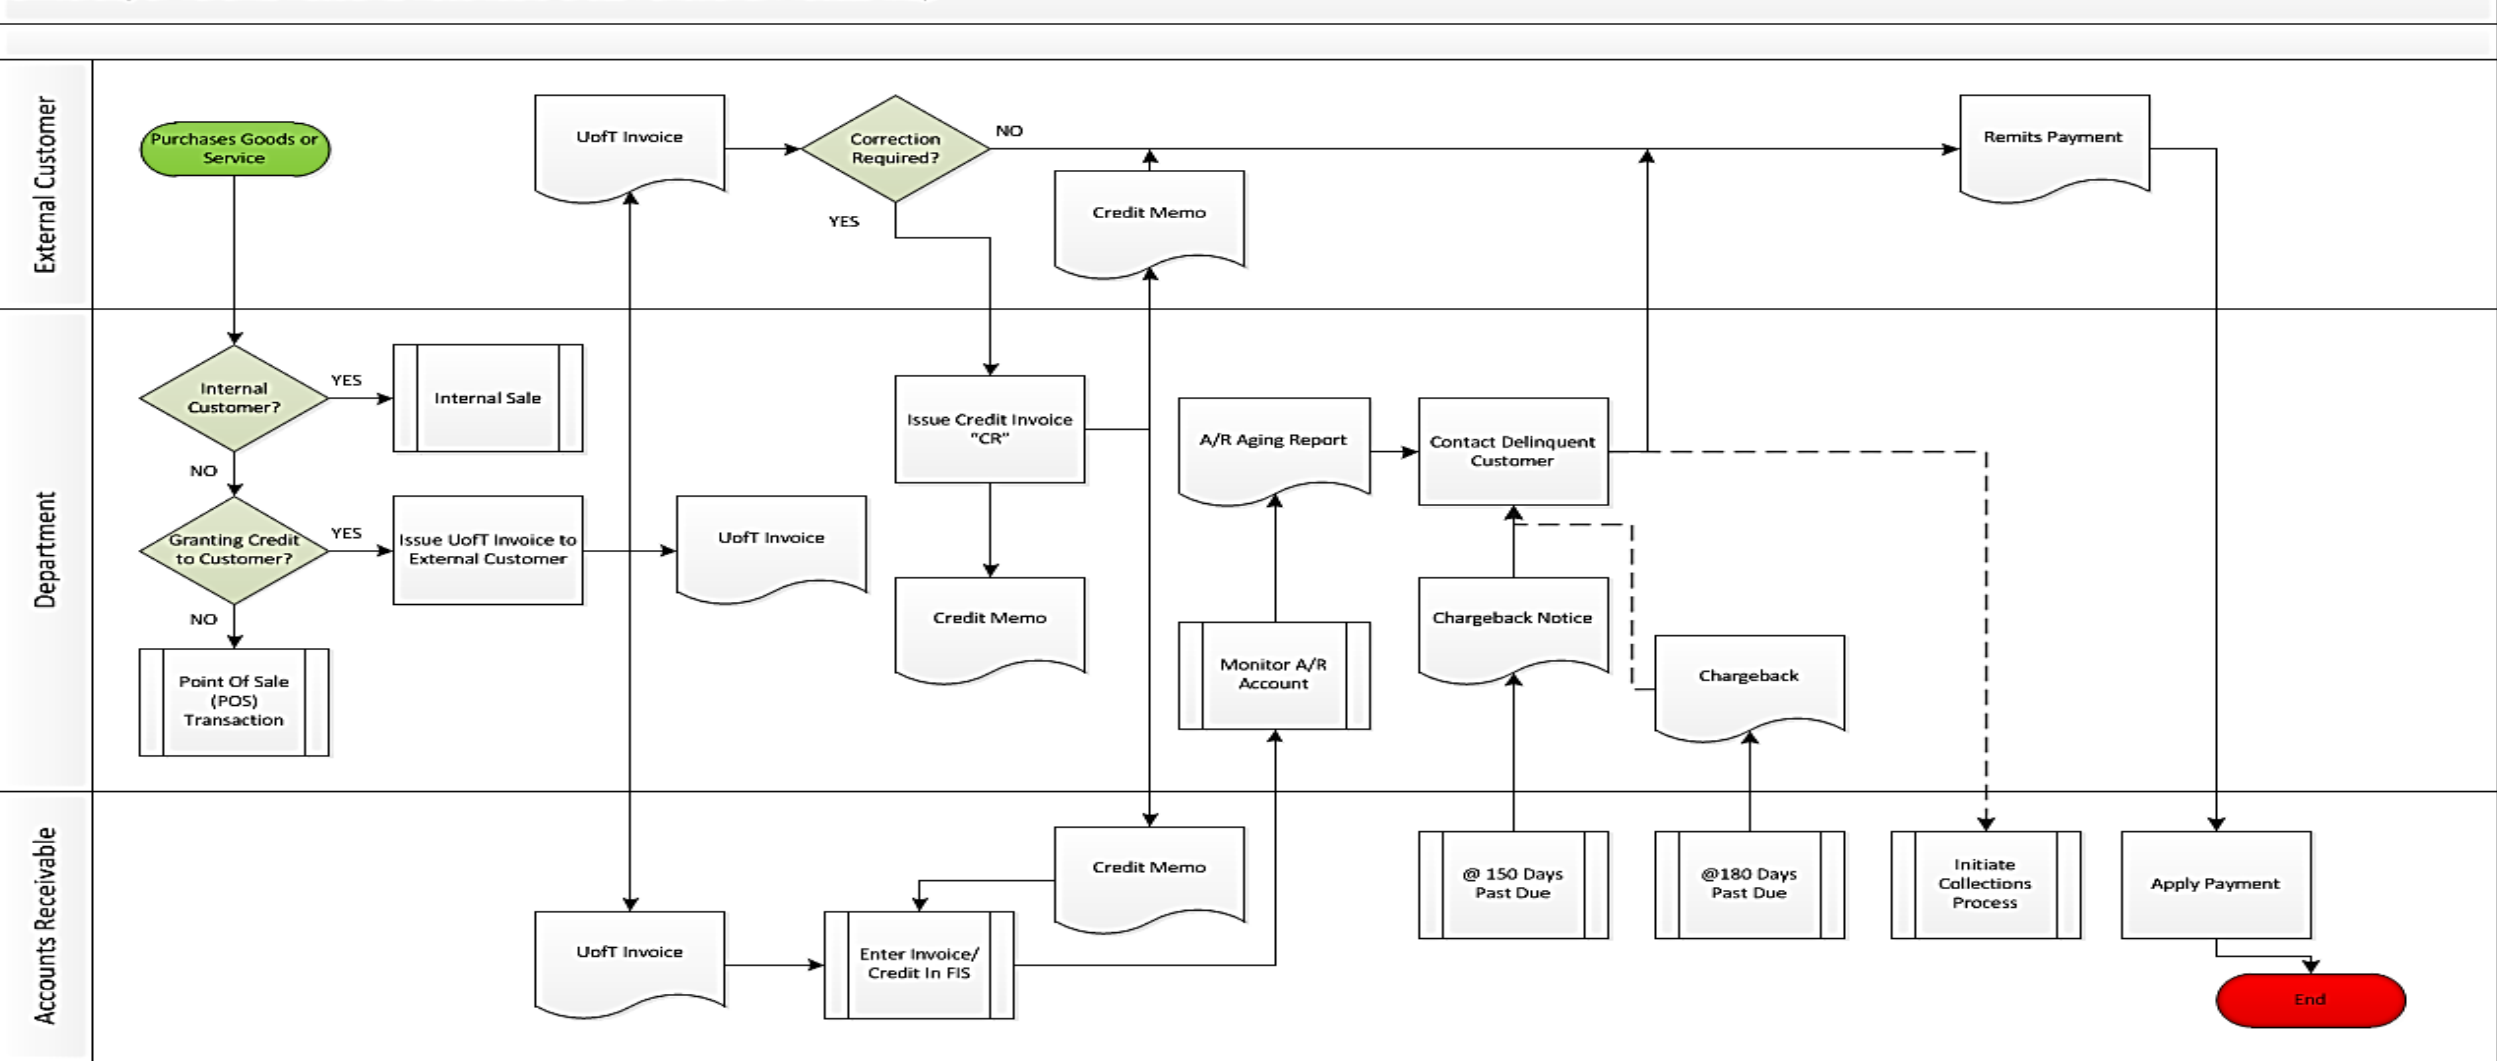 External Customer
Purchases Goods or
Service
UofT Invoice
Correction
Required?
NO
YES
Credit Memo
Remits Payment
Department
Internal
Customer?
YES
Internal Sale
NO
Granting Credit
to Customer?
YES
Issue UofT Invoice to
External Customer
UofT Invoice
NO
Point Of Sale
(POS)
Transaction
Issue Credit Invoice
"CR"
Credit Memo
A/R Aging Report
Contact Delinquent
Customer
Monitor A/R
Account
Chargeback Notice
Chargeback
Accounts Receivable
UofT Invoice
Enter Invoice/
Credit In FIS
Credit Memo
@ 150 Days
Past Due
@180 Days
Past Due
Initiate
Collections
Process
Apply Payment
End